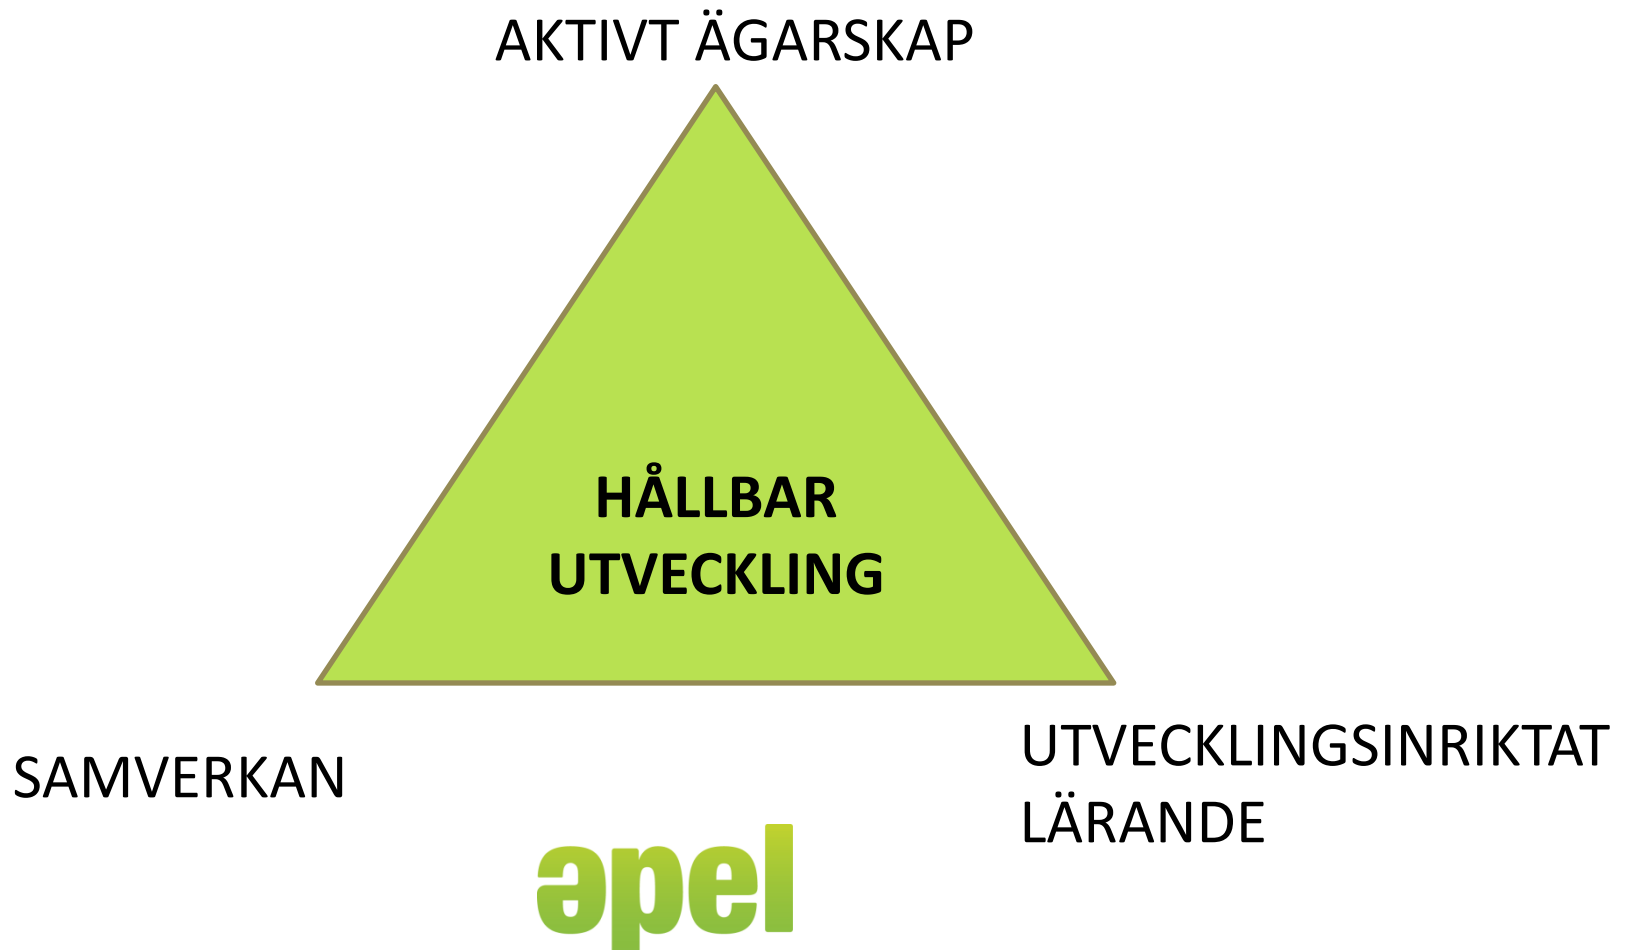 AKTIVT ÄGARSKAP
HÅLLBAR
UTVECKLING
SAMVERKAN
UTVECKLINGSINRIKTAT
LÄRANDE
apel